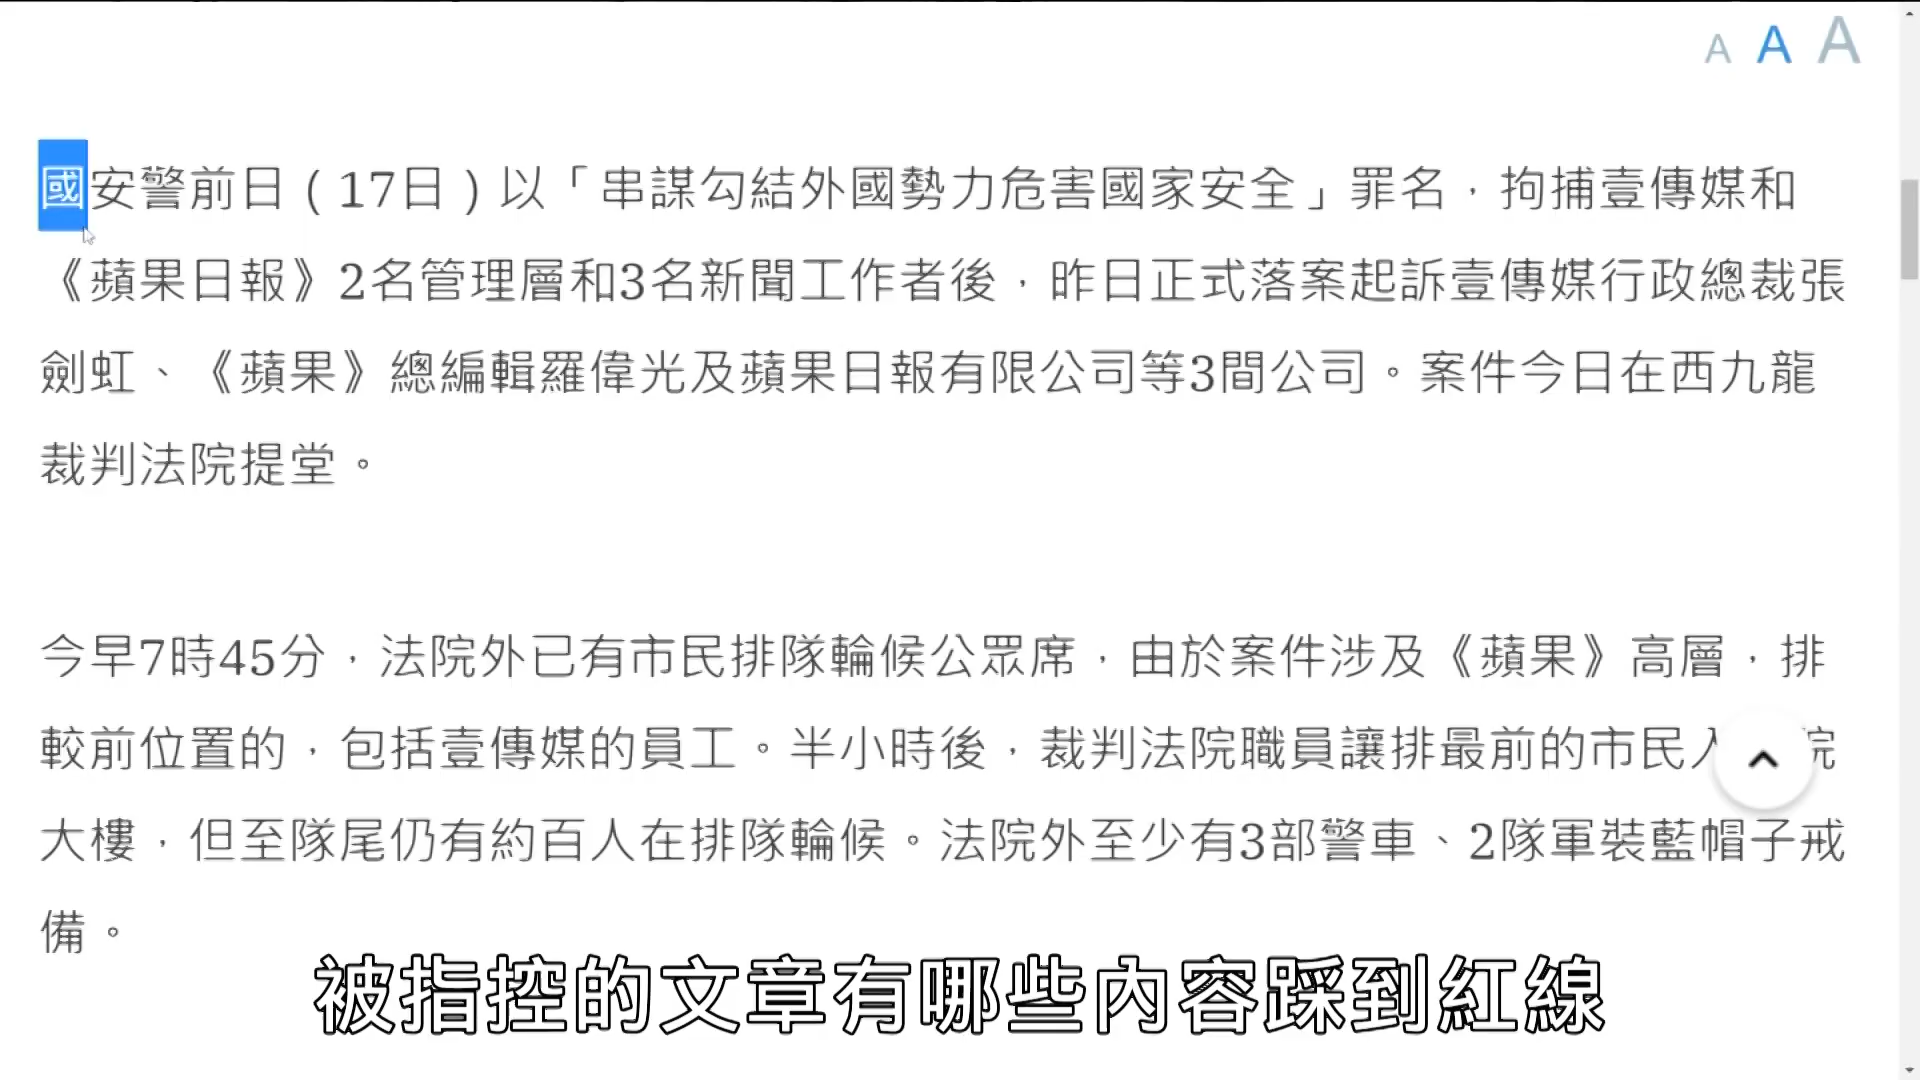 A A A
國安警前日（17日）以「串謀勾結外國勢力危害國家安全」罪名，拘捕壹傳媒和
《蘋果日報》2名管理層和3名新聞工作者後，昨日正式落案起訴壹傳媒行政總裁張
劍虹、《蘋果》總編輯羅偉光及蘋果日報有限公司等3間公司。案件今日在西九龍
裁判法院提堂。
今早7時45分，法院外已有市民排隊輪候公眾席，由於案件涉及《蘋果》高層，排
較前位置的，包括壹傳媒的員工。半小時後，裁判法院職員讓排最前的市民入 院
大樓，但至隊尾仍有約百人在排隊輪候。法院外至少有3部警車、2隊軍裝藍帽子戒
備。
被指控的文章有哪些內容踩到紅線